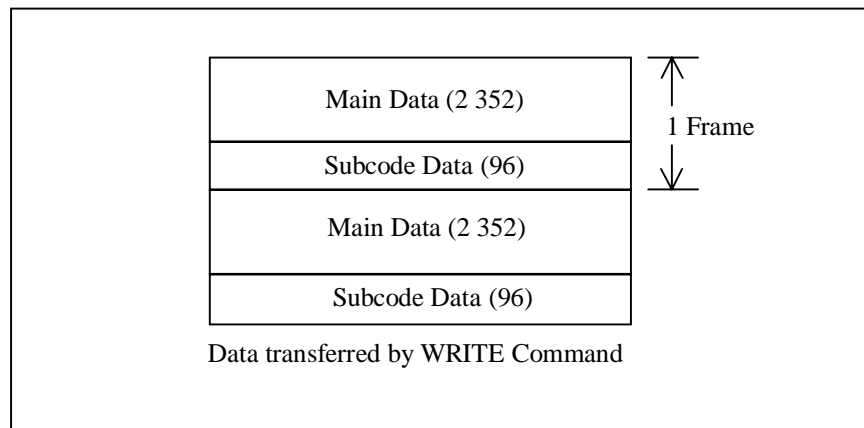 Main Data (2 352)
1 Frame
Subcode Data (96)
Main Data (2 352)
Subcode Data (96)
Data transferred by WRITE Command